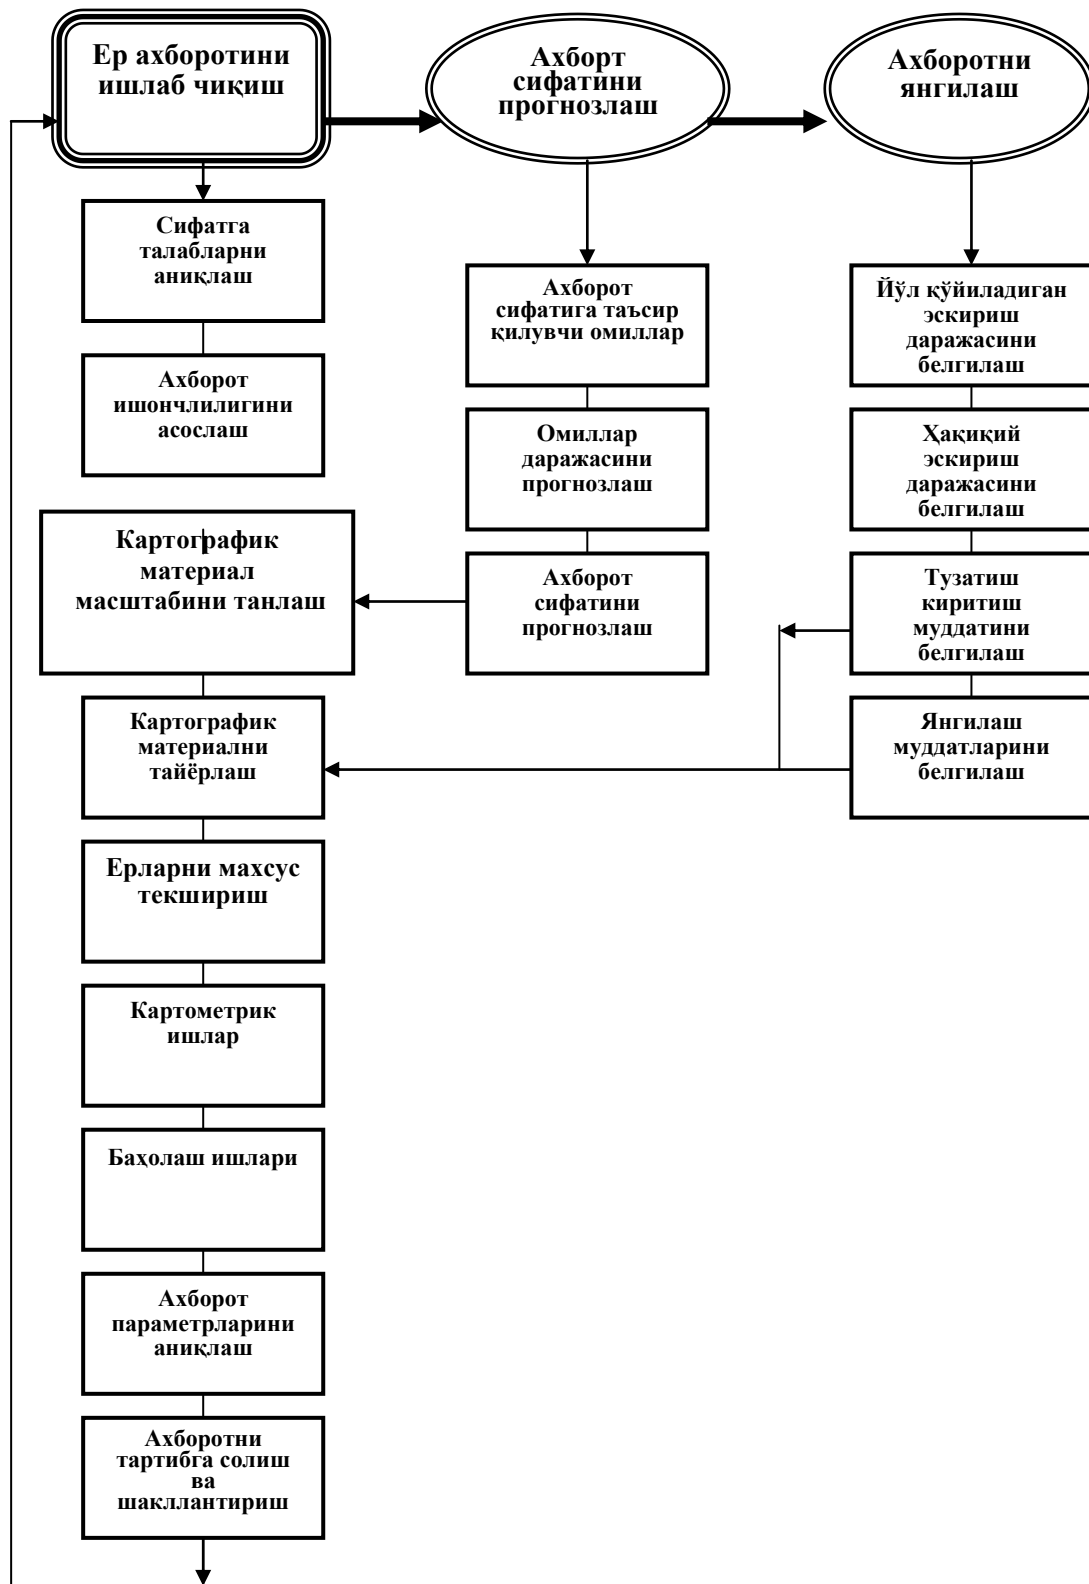 Ер ахборотини
ишлаб чиқиш
Сифатга
талабларни
аниқлаш
Ахборот
ишончлилигини
асослаш
Картографик
материал
масштабини танлаш
Картографик
материални
тайёрлаш
Ерларни махсус
текшириш
Картометрик
ишлар
Баҳолаш ишлари
Ахборот
параметрларини
аниқлаш
Ахборотни
тартибга солиш
ва
шакллантириш
Ахборт
сифатини
прогнозлаш
Ахборот
сифатига таъсир
қилувчи омиллар
Омиллар
даражасини
прогнозлаш
Ахборот
сифатини
прогнозлаш
Ахборотни
янгилаш
Йўл қўйиладиган
эскириш
даражасини
белгилаш
Ҳақиқий
эскириш
даражасини
белгилаш
Тузатиш
киритиш
муддатини
белгилаш
Янгилаш
муддатларини
белгилаш